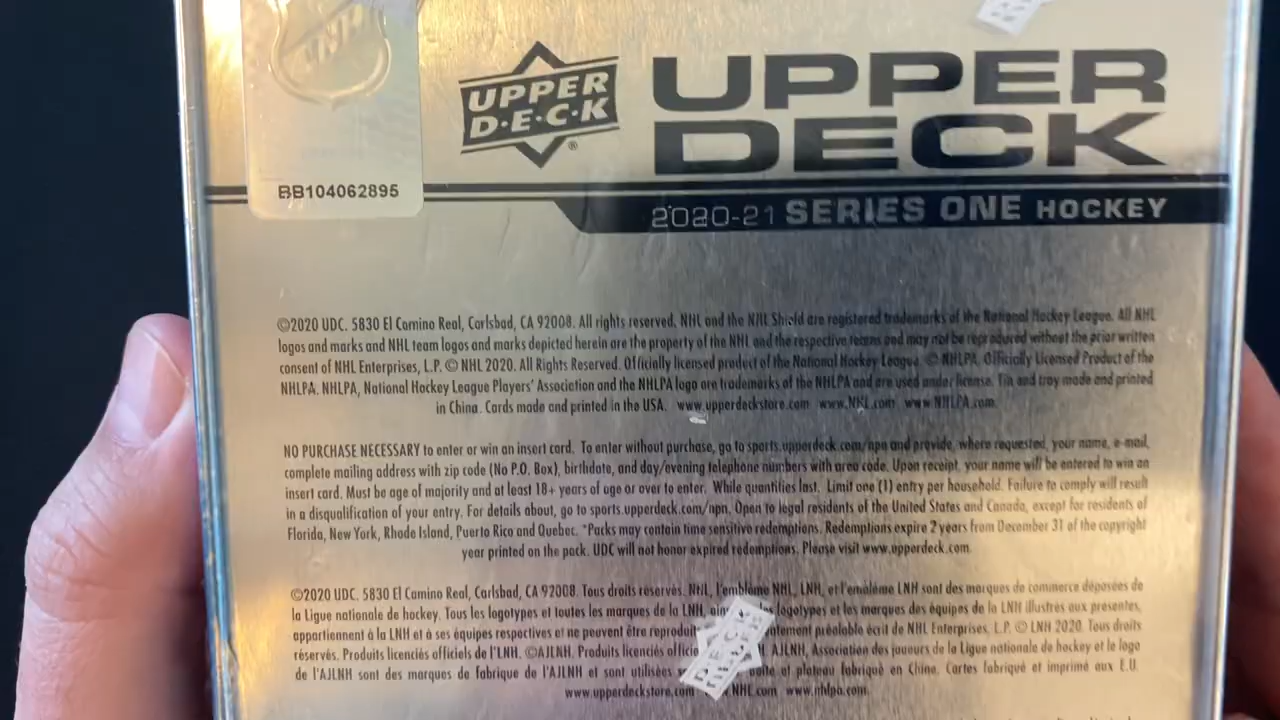 NHL
UPPER
D·E·C·K
®
UPPER
DECK
BB104062895
2020-21 SERIES ONE HOCKEY
©2020 UDC. 5830 El Camino Real, Carlsbad, CA 92008. All rights reserved. NHL and the NHL Shield are registered trademarks of the National Hockey League. All NHL
logos and marks and NHL team logos and marks depicted herein are the property of the NHL and the respective teams and may not be reproduced without the prior written
consent of NHL Enterprises, L.P. © NHL 2020. All Rights Reserved. Officially licensed product of the National Hockey League. © NHLPA. Officially Licensed Product of the
NHLPA. NHLPA, National Hockey League Players' Association and the NHLPA logo are trademarks of the NHLPA and are used under license. Tin and tray made and printed
in China. Cards made and printed in the USA. www.upperdeckstore.com www.NHL.com www.NHLPA.com.
NO PURCHASE NECESSARY to enter or win an insert card. To enter without purchase, go to sports.upperdeck.com/npn and provide, where requested, your name, e-mail,
complete mailing address with zip code (No P.O. Box), birthdate, and day/evening telephone numbers with area code. Upon receipt, your name will be entered to win an
insert card. Must be age of majority and at least 18+ years of age or over to enter. While quantities last. Limit one (1) entry per household. Failure to comply will result
in a disqualification of your entry. For details about, go to sports.upperdeck.com/npn. Open to legal residents of the United States and Canada, except for residents of
Florida, New York, Rhode Island, Puerto Rico and Quebec. *Packs may contain time sensitive redemptions. Redemptions expire 2 years from December 31 of the copyright
year printed on the pack. UDC will not honor expired redemptions. Please visit www.upperdeck.com.
©2020 UDC. 5830 El Camino Real, Carlsbad, CA 92008. Tous droits réservés. NHL, l'emblème NHL, LNH, et l'emblème LNH sont des marques de commerce déposées de
la Ligue nationale de hockey. Tous les logotypes et toutes les marques de la LNH, les logotypes et les marques des équipes de la LNH illustrés aux présentes,
appartiennent à la LNH et à ses équipes respectives et ne peuvent être préalable écrit de NHL Enterprises, L.P. © LNH 2020. Tous droits
réservés. Produits licenciés officiels de l'LNH. ©AJLNH. Produits licenciés AJLNH, Association des joueurs de la Ligue nationale de hockey et le logo
de l'AJLNH sont des marques de fabrique de l'AJLNH et sont utilisées et plateau fabriqué en Chine. Cartes fabriqué et imprimé aux E.U.
www.upperdeckstore.com NHL.com www.nhlpa.com.